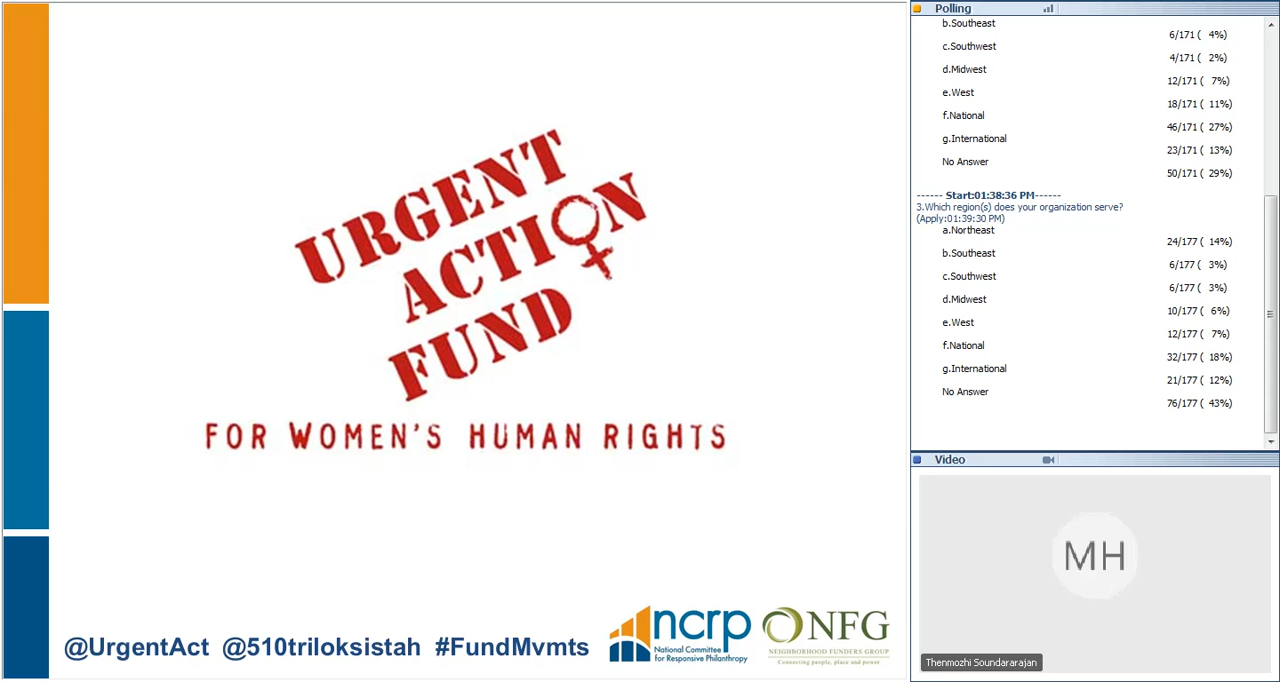 URGENT
ACTION
FUND
FOR WOMEN'S HUMAN RIGHTS
@UrgentAct @510triloksistah #FundMvmts
ncrp
National Committee
for Responsive Philanthropy
NFG
NEIGHBORHOOD FUNDERS GROUP
Connecting people, place and power
Polling
b.Southeast
6/171 ( 4%)
c.Southwest
4/171 ( 2%)
d.Midwest
12/171 ( 7%)
e.West
18/171 ( 11%)
f.National
46/171 ( 27%)
g.International
23/171 ( 13%)
No Answer
50/171 ( 29%)
------ Start:01:38:36 PM------
3.Which region(s) does your organization serve?
(Apply:01:39:30 PM)
a.Northeast
24/177 ( 14%)
b.Southeast
6/177 ( 3%)
c.Southwest
6/177 ( 3%)
d.Midwest
10/177 ( 6%)
e.West
12/177 ( 7%)
f.National
32/177 ( 18%)
g.International
21/177 ( 12%)
No Answer
76/177 ( 43%)
Video
MH
Thenmozhi Soundararajan